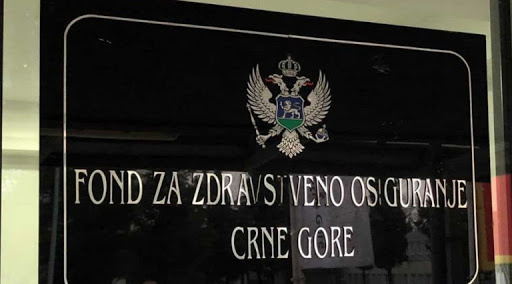 FOND ZA ZDRAVSTVENO OSIGURANJE
CRNE GORE